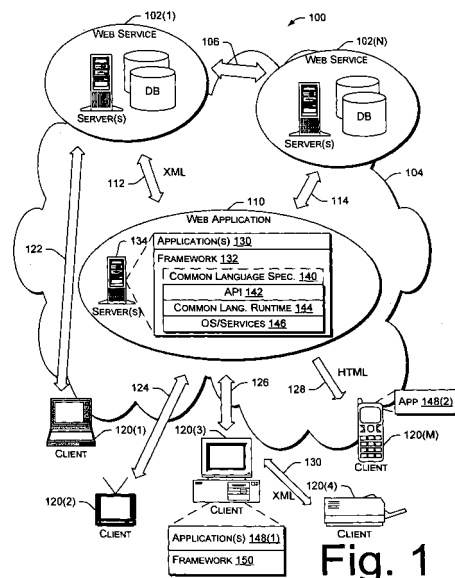 100
102(1)
WEB SERVICE
106
102(N)
WEB SERVICE
DB
SERVER(S)
DB
SERVER(S)
XML
112
104
114
110
WEB APPLICATION
122
134
APPLICATION(S) 130
FRAMEWORK 132
COMMON LANGUAGE SPEC. 140
API 142
COMMON LANG. RUNTIME 144
OS/SERVICES 146
SERVER(S)
124
126
HTML
128
APP 148(2)
120(1)
CLIENT
120(3)
120(M)
CLIENT
130
XML
120(2)
CLIENT
CLIENT
120(4)
CLIENT
APPLICATION(S) 148(1)
FRAMEWORK 150
Fig. 1